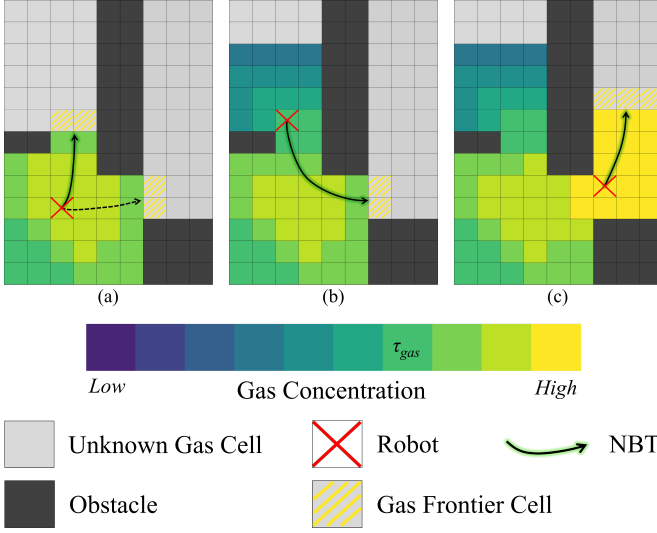 (a) (b) (c)
τgas
Low Gas Concentration High
Unknown Gas Cell Robot NBT
Obstacle Gas Frontier Cell